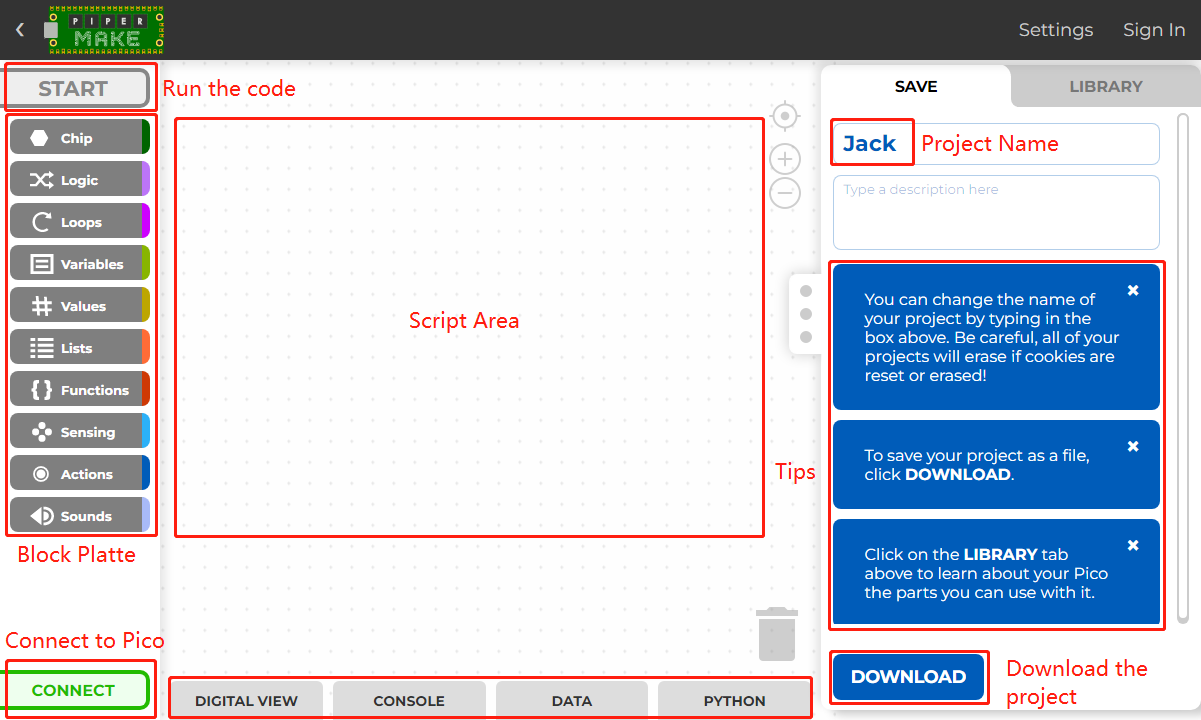 PIPER
MAKE
Settings
Sign In
START
Run the code
Chip
Logic
Loops
Variables
Values
Lists
Functions
Sensing
Actions
Sounds
Block Platte
Connect to Pico
CONNECT
Script Area
DIGITAL VIEW
CONSOLE
DATA
PYTHON
Tips
SAVE
LIBRARY
Jack
Project Name
Type a description here
You can change the name of
your project by typing in the
box above. Be careful, all of your
projects will erase if cookies are
reset or erased!
To save your project as a file,
click DOWNLOAD.
Click on the LIBRARY tab
above to learn about your Pico
the parts you can use with it.
DOWNLOAD
Download the
project